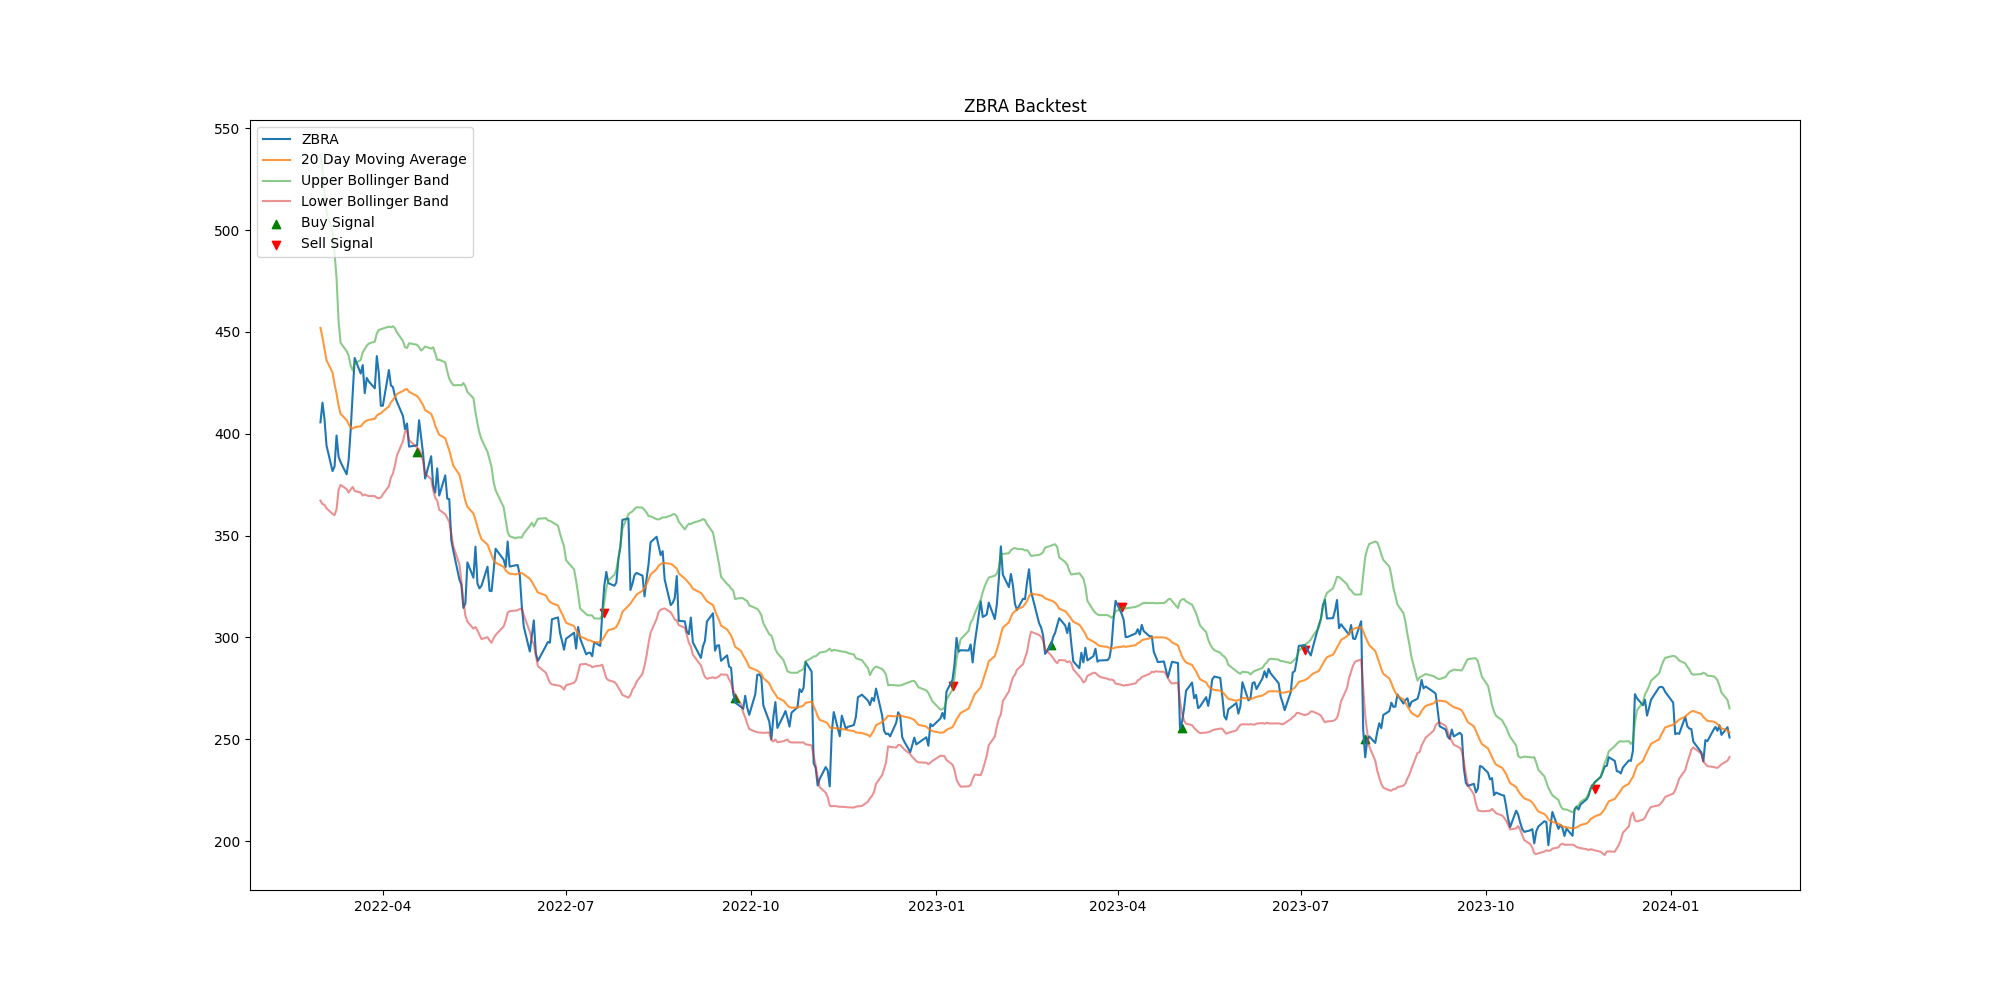 ZBRA Backtest
550
500
450
400
350
300
250
200
ZBRA
20 Day Moving Average
Upper Bollinger Band
Lower Bollinger Band
Buy Signal
Sell Signal
2022-04
2022-07
2022-10
2023-01
2023-04
2023-07
2023-10
2024-01